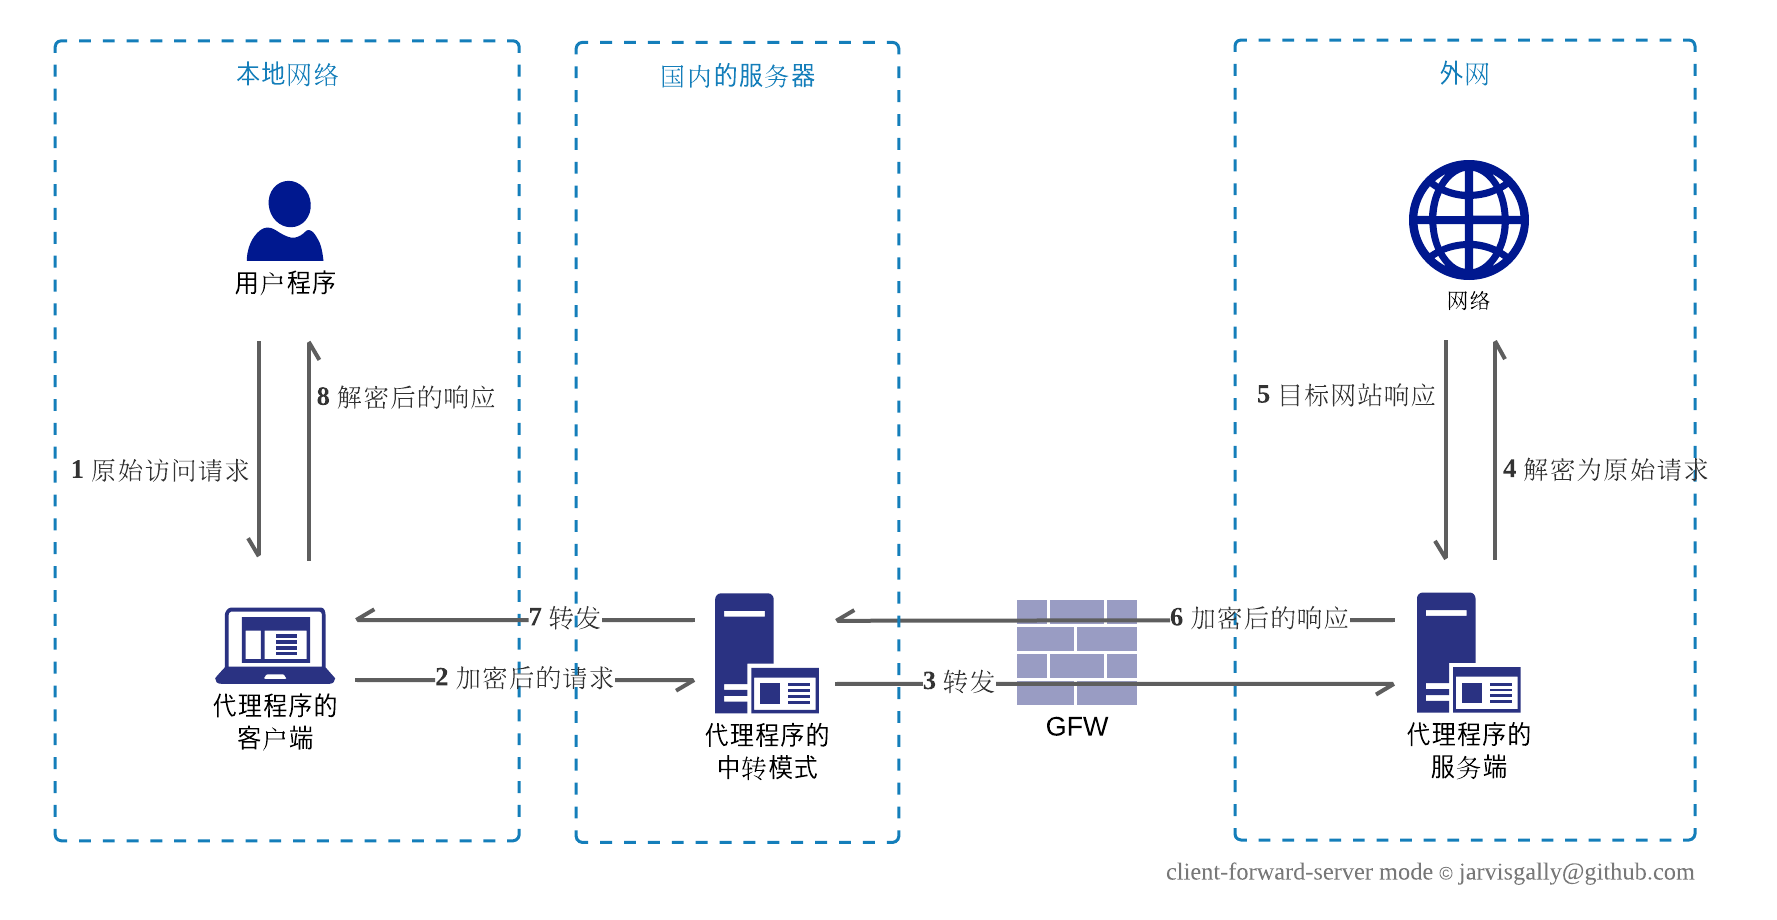 本地网络
国内的服务器
外网
用户程序
网络
8 解密后的响应
5 目标网站响应
1 原始访问请求
4 解密为原始请求
7 转发
6 加密后的响应
2 加密后的请求
3 转发
代理程序的
客户端
GFW
代理程序的
中转模式
代理程序的
服务端
client-forward-server mode © jarvisgally@github.com